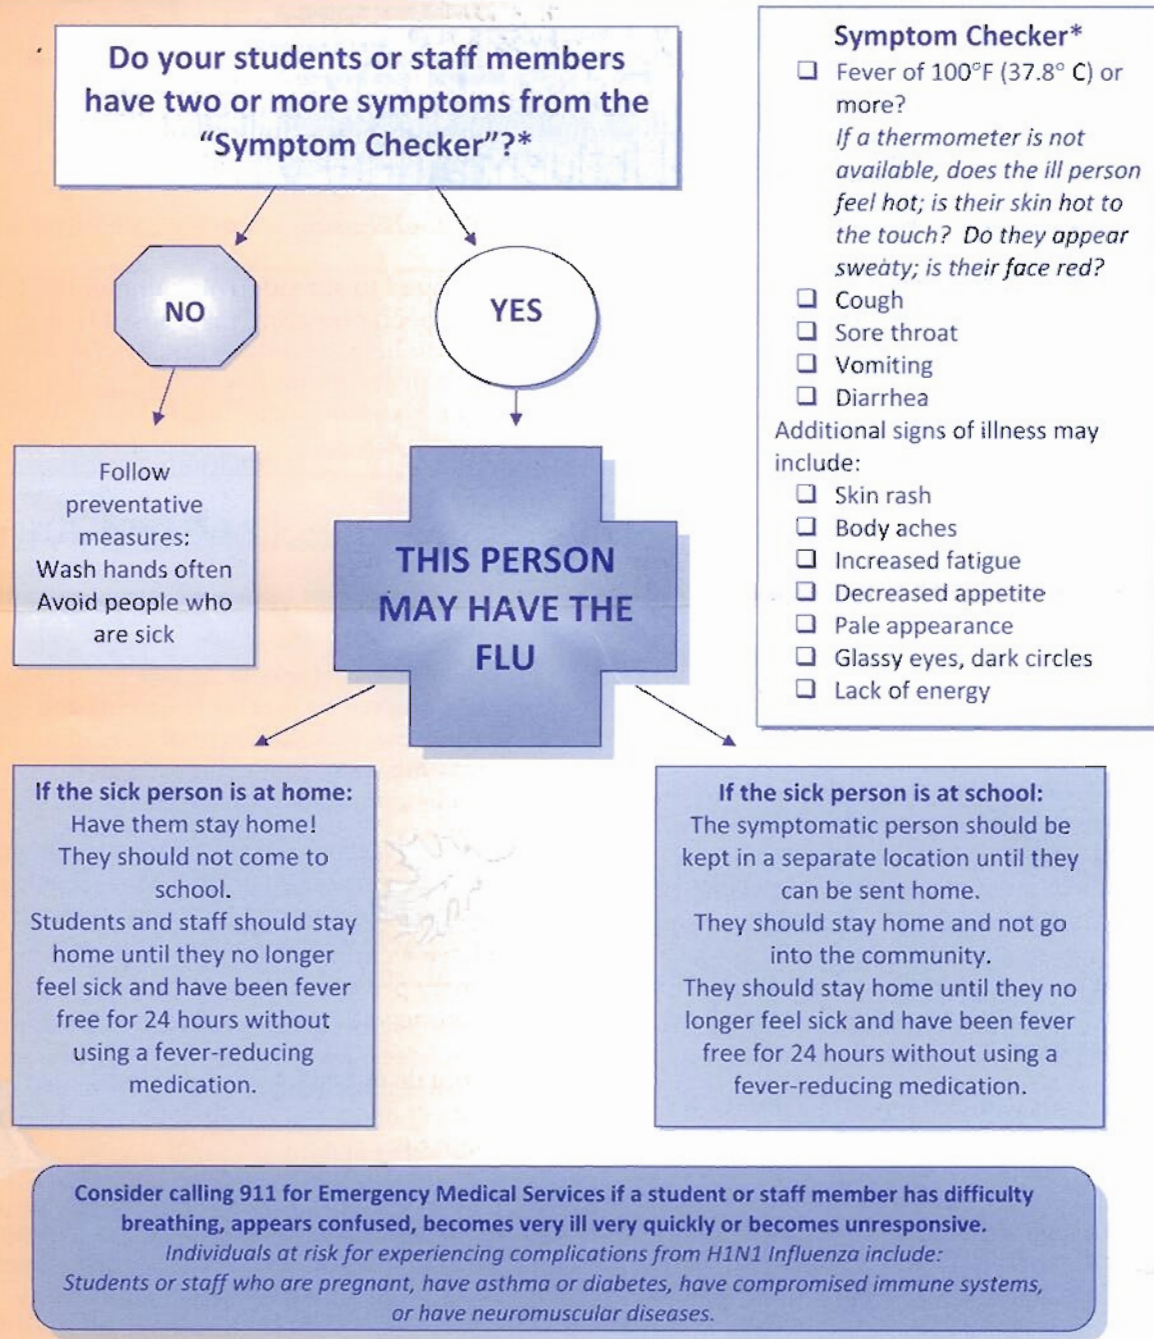 Do your students or staff members
have two or more symptoms from the
“Symptom Checker”?*
NO
YES
Follow
preventative
measures:
Wash hands often
Avoid people who
are sick
THIS PERSON
MAY HAVE THE
FLU
Symptom Checker*
❑ Fever of 100°F (37.8° C) or
more?
If a thermometer is not
available, does the ill person
feel hot; is their skin hot to
the touch? Do they appear
sweaty; is their face red?
❑ Cough
❑ Sore throat
❑ Vomiting
❑ Diarrhea
Additional signs of illness may
include:
❑ Skin rash
❑ Body aches
❑ Increased fatigue
❑ Decreased appetite
❑ Pale appearance
❑ Glassy eyes, dark circles
❑ Lack of energy
If the sick person is at home:
Have them stay home!
They should not come to
school.
Students and staff should stay
home until they no longer
feel sick and have been fever
free for 24 hours without
using a fever-reducing
medication.
If the sick person is at school:
The symptomatic person should be
kept in a separate location until they
can be sent home.
They should stay home and not go
into the community.
They should stay home until they no
longer feel sick and have been fever
free for 24 hours without using a
fever-reducing medication.
Consider calling 911 for Emergency Medical Services if a student or staff member has difficulty
breathing, appears confused, becomes very ill very quickly or becomes unresponsive.
Individuals at risk for experiencing complications from H1N1 Influenza include:
Students or staff who are pregnant, have asthma or diabetes, have compromised immune systems,
or have neuromuscular diseases.